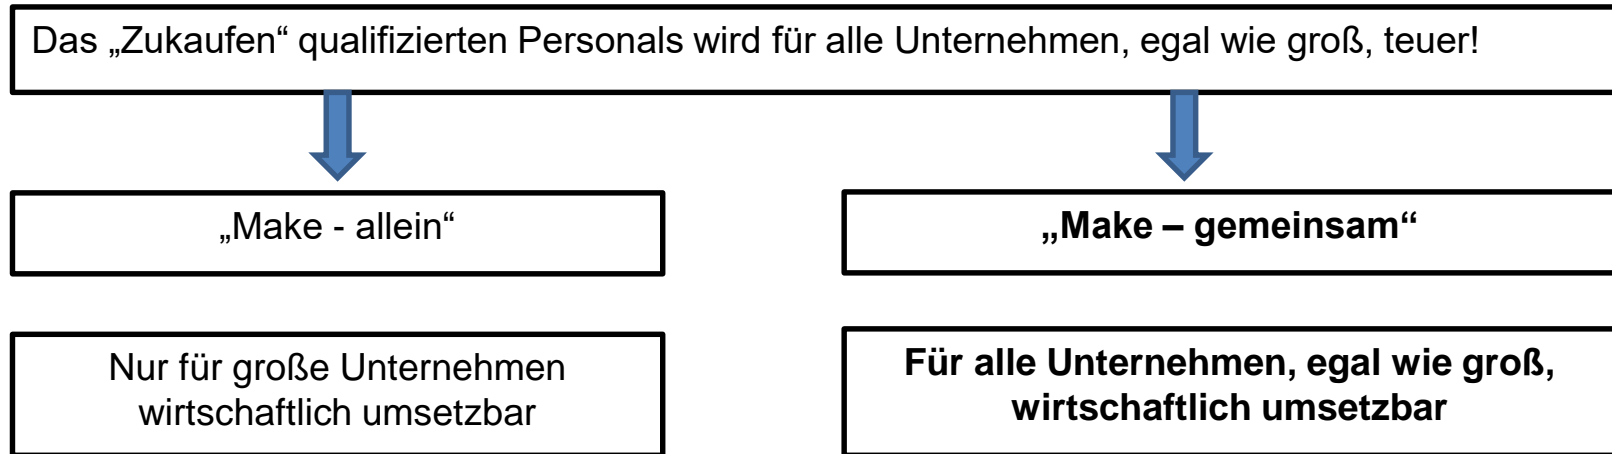 Das „Zukaufen“ qualifizierten Personals wird für alle Unternehmen, egal wie groß, teuer!
„Make - allein“
„Make – gemeinsam“
Nur für große Unternehmen
wirtschaftlich umsetzbar
Für alle Unternehmen, egal wie groß,
wirtschaftlich umsetzbar